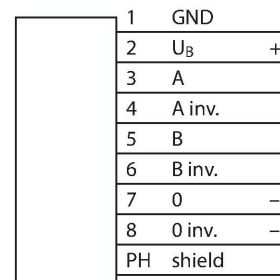 1 GND
2 U_B +
3 A
4 A inv.
5 B
6 B inv.
7 0 –
8 0 inv. –
PH shield